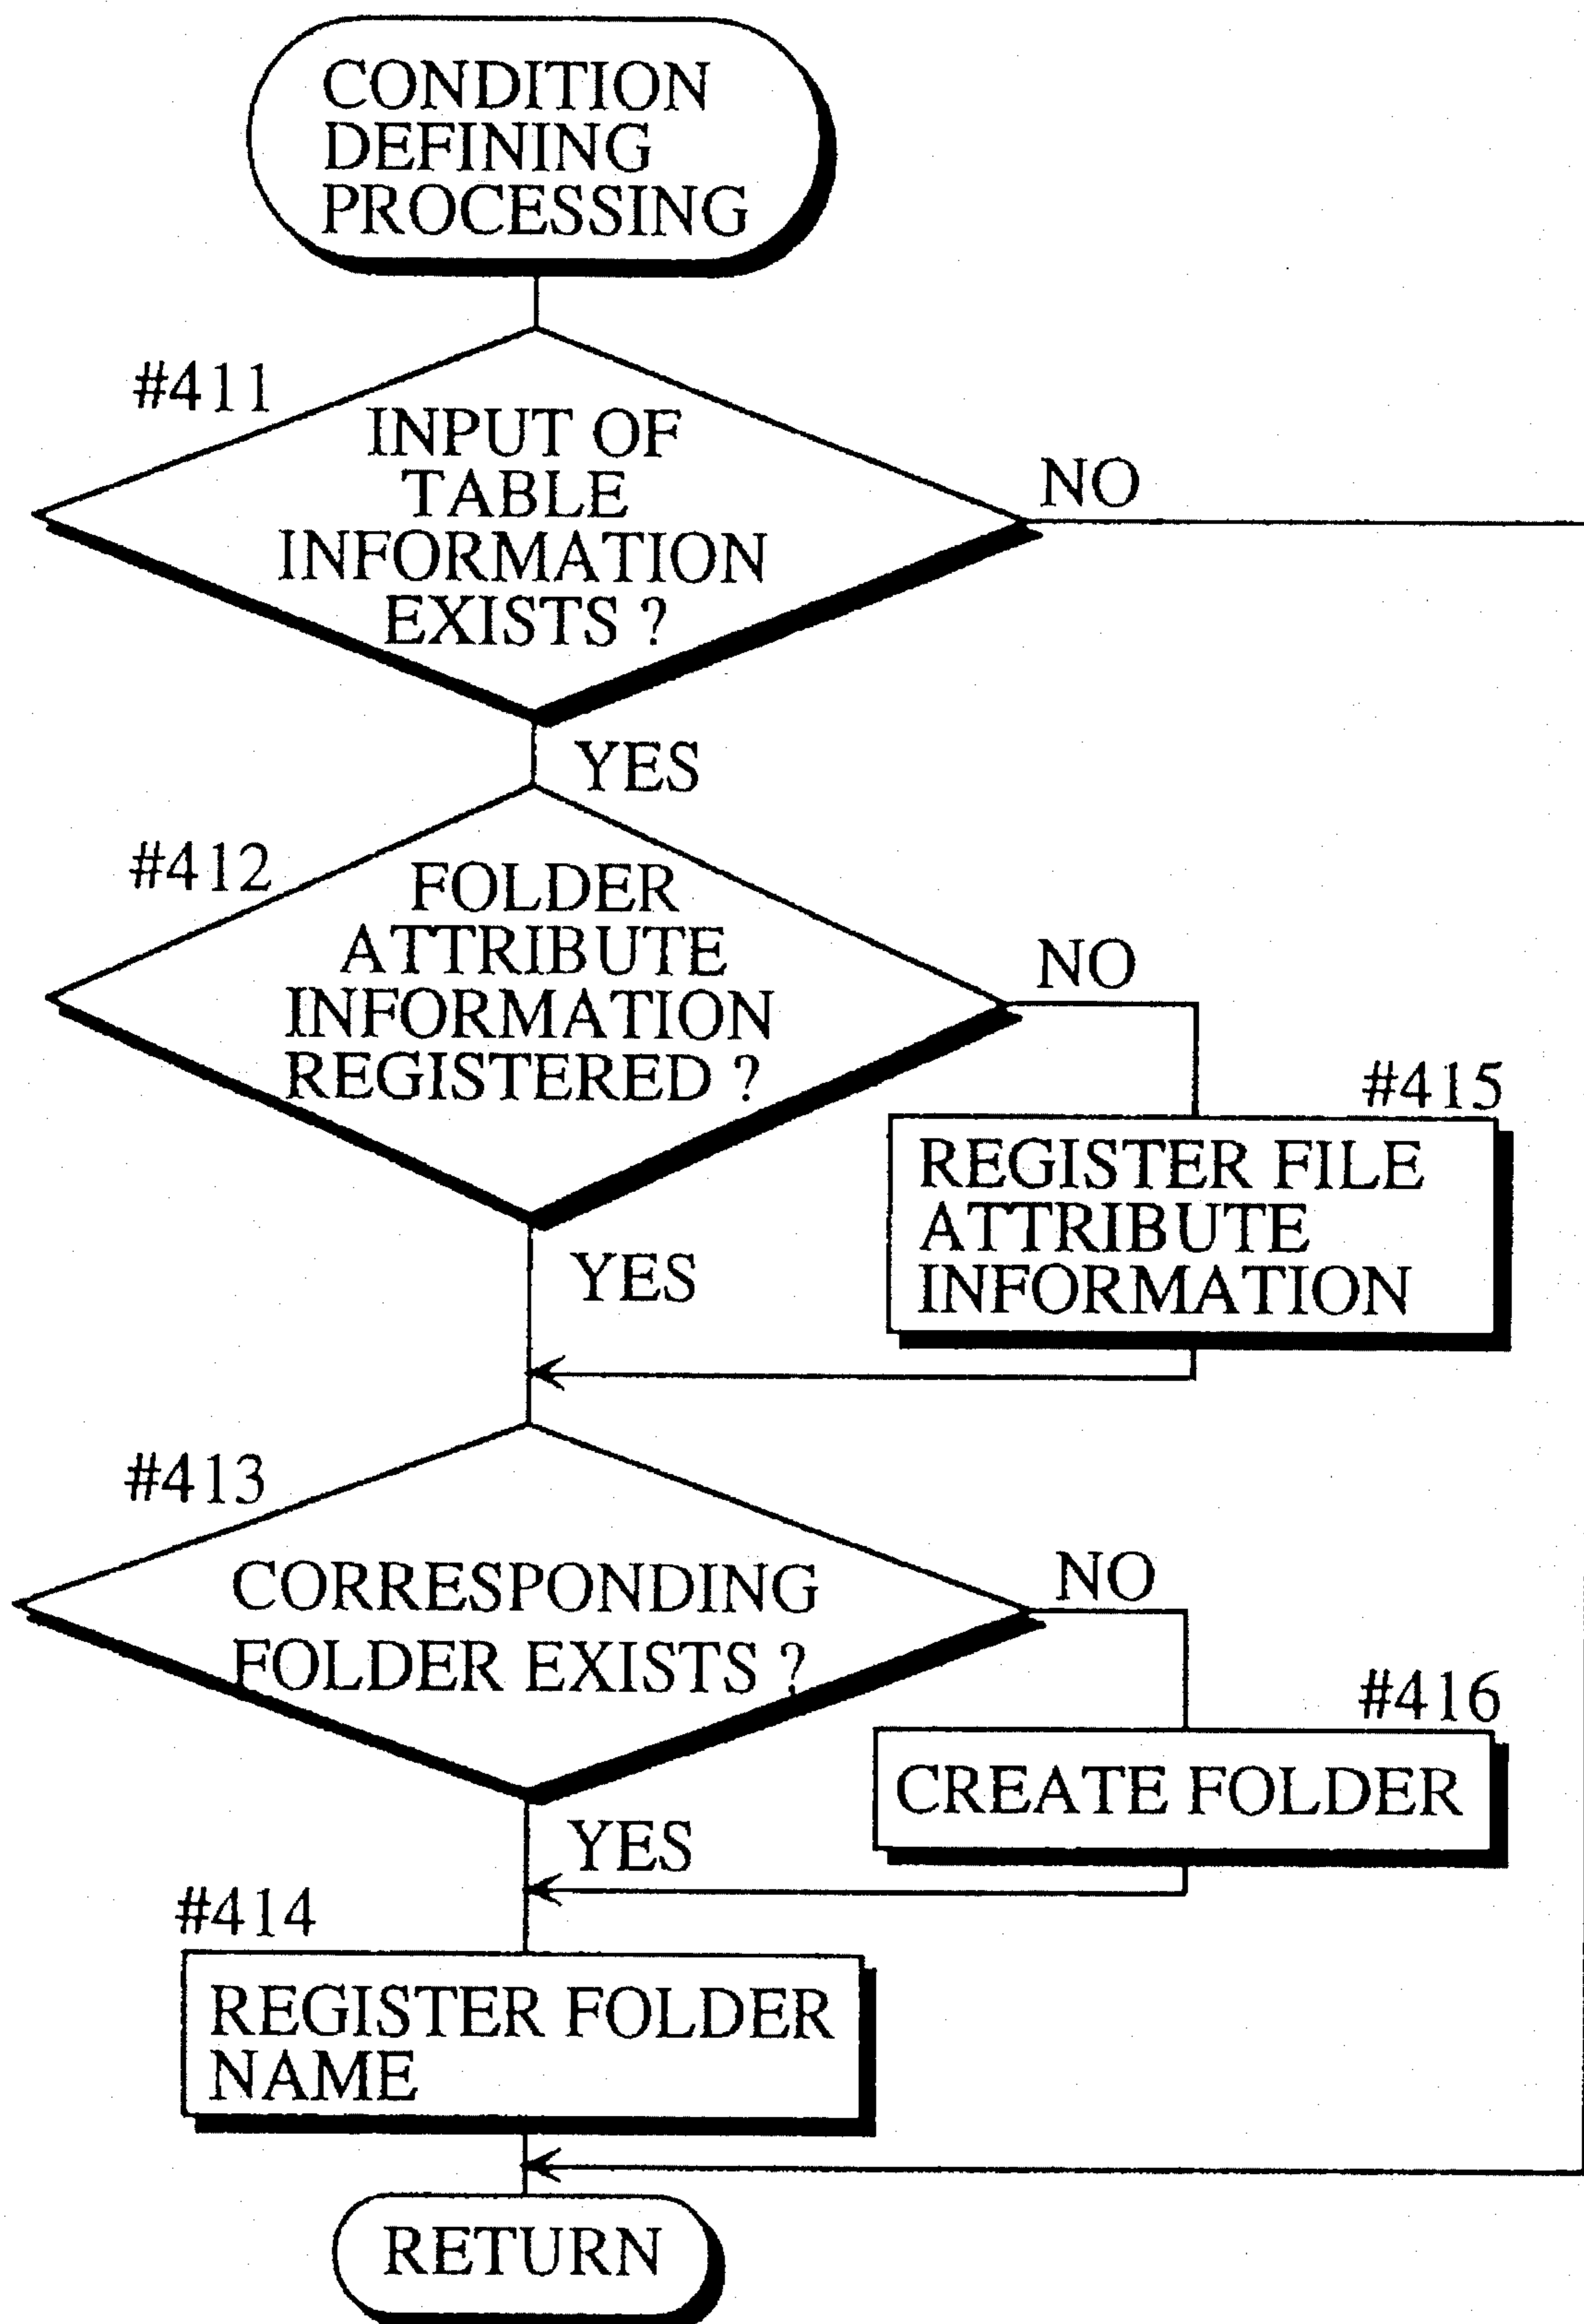 CONDITION
DEFINING
PROCESSING
#411
INPUT OF
TABLE
INFORMATION
EXISTS ?
NO
YES
#412
FOLDER
ATTRIBUTE
INFORMATION
REGISTERED ?
NO
#415
REGISTER FILE
ATTRIBUTE
INFORMATION
YES
#413
CORRESPONDING
FOLDER EXISTS ?
NO
#416
CREATE FOLDER
YES
#414
REGISTER FOLDER
NAME
RETURN